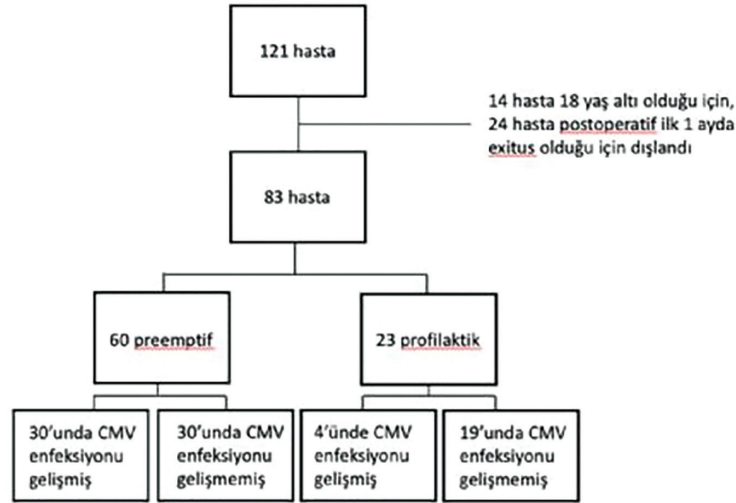 121 hasta
14 hasta 18 yaş altı olduğu için,
24 hasta postoperatif ilk 1 ayda
exitus olduğu için dışlandı
83 hasta
60 preemptif
23 profilaktik
30'unda CMV
enfeksiyonu
gelişmiş
30'unda CMV
enfeksiyonu
gelişmemiş
4'ünde CMV
enfeksiyonu
gelişmiş
19'unda CMV
enfeksiyonu
gelişmemiş